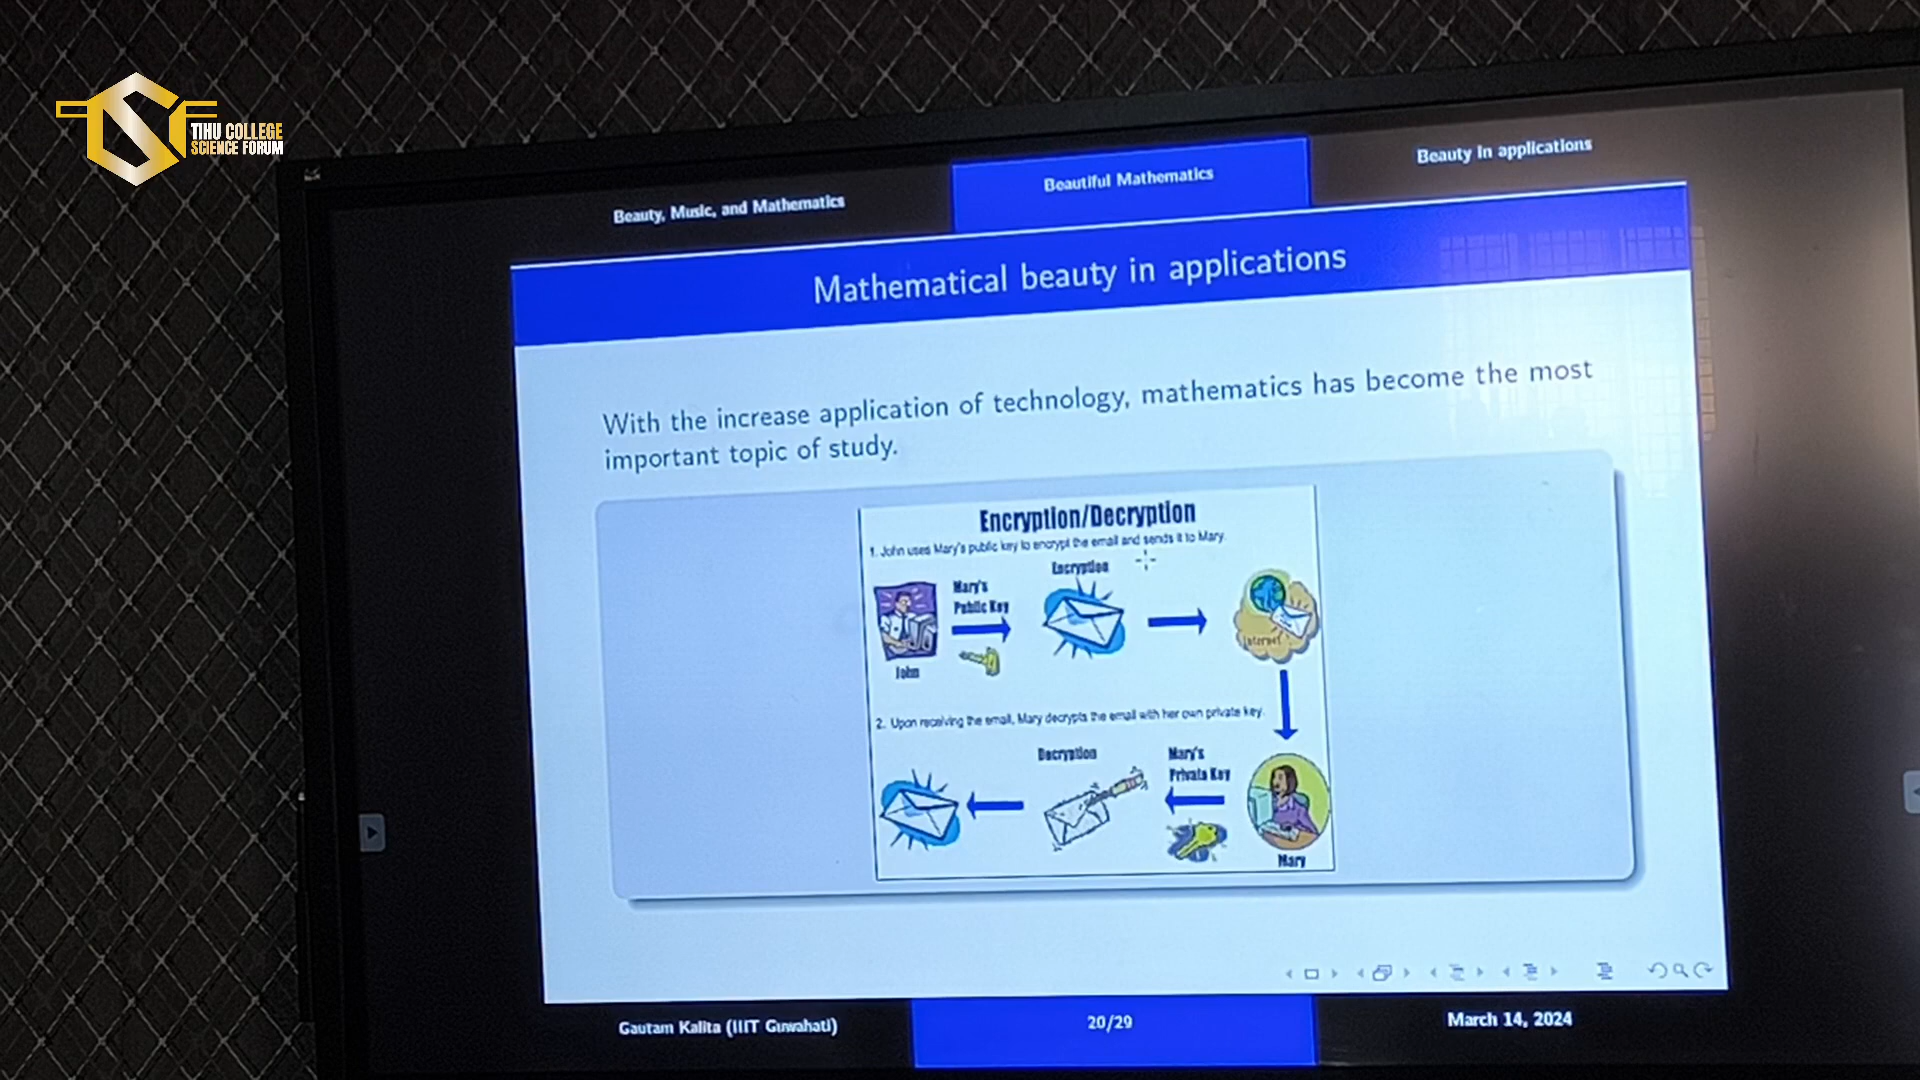 TIHU COLLEGE
SCIENCE FORUM
Beauty, Music, and Mathematics
Beautiful Mathematics
Beauty in applications
Mathematical beauty in applications
With the increase application of technology, mathematics has become the most
important topic of study.
Encryption/Decryption
1. John uses Mary's public key to encrypt the email and sends it to Mary.
Encryption
Mary's
Public Key
Internet
John
2. Upon receiving the email, Mary decrypts the email with her own private key.
Decryption
Mary's
Private Key
Mary
Gautam Kalita (IIIT Guwahati)
20/29
March 14, 2024